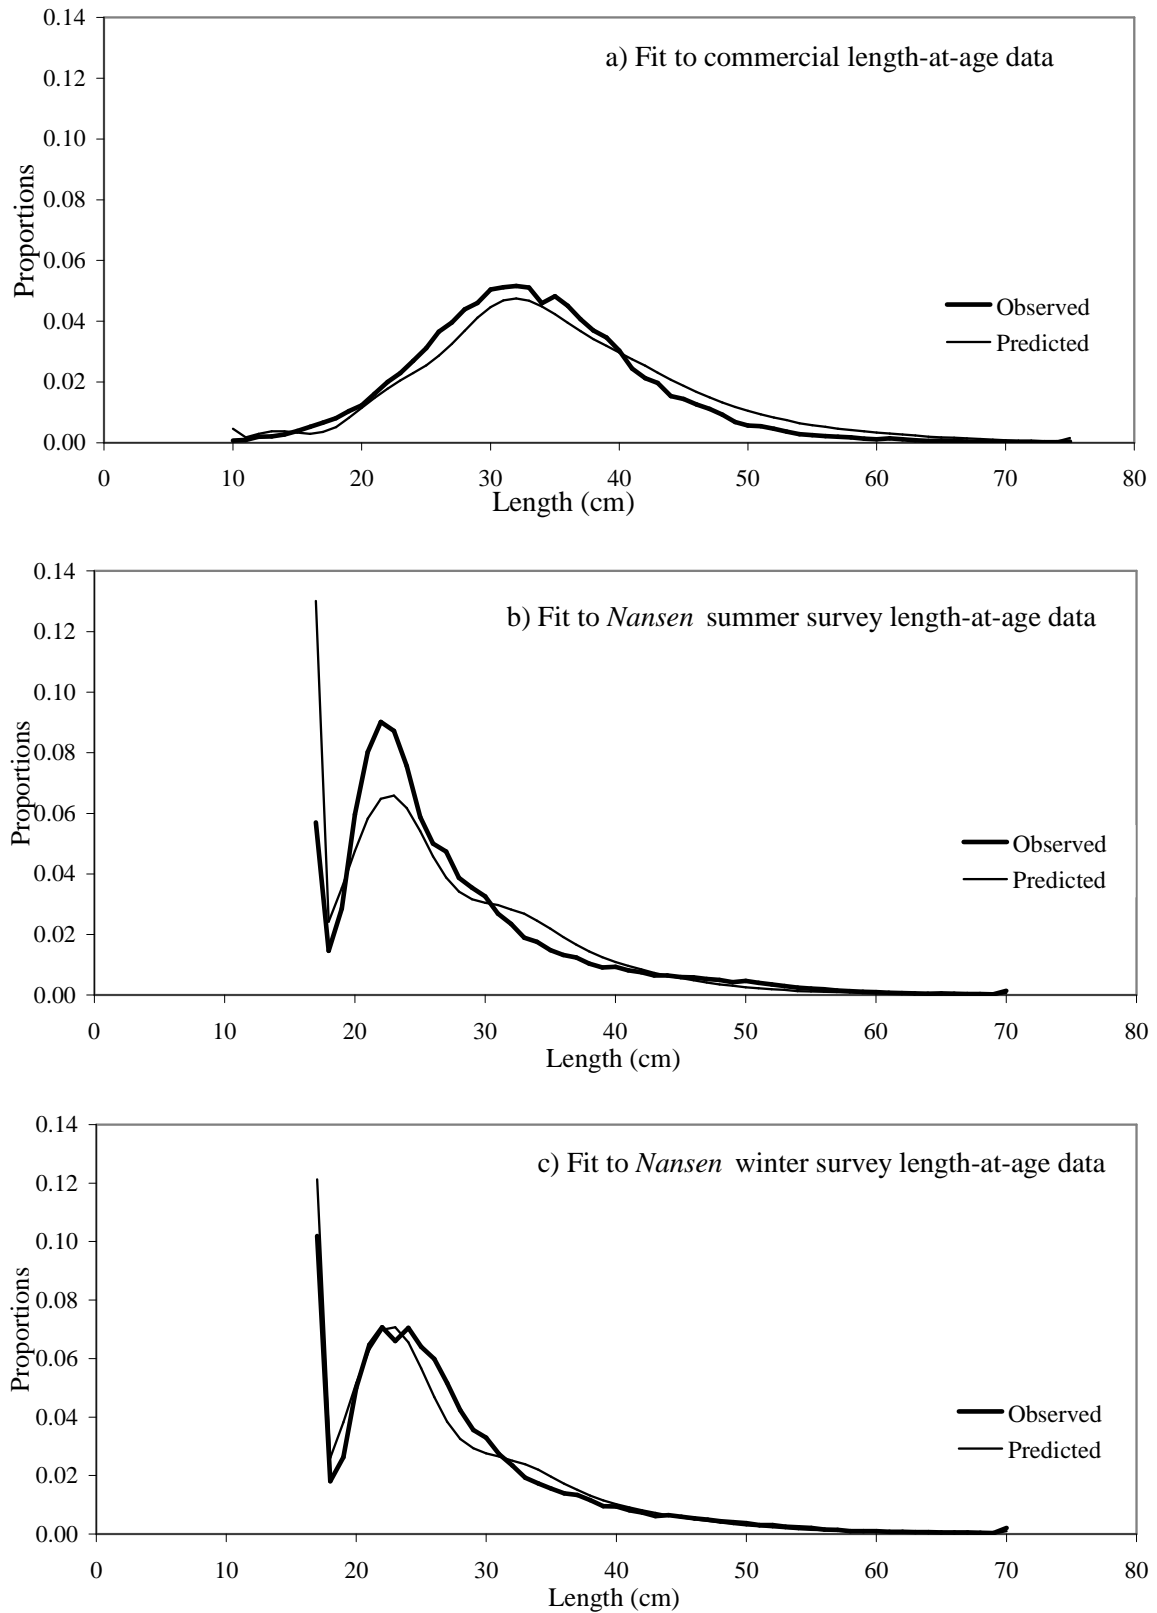 0.14
a) Fit to commercial length-at-age data
0.12
0.10
0.08
Proportions
0.06
Observed
0.04
Predicted
0.02
0.00
0 10 20 30 40 50 60 70 80
Length (cm)
0.14
b) Fit to Nansen summer survey length-at-age data
0.12
0.10
0.08
Proportions
0.06
Observed
0.04
Predicted
0.02
0.00
0 10 20 30 40 50 60 70 80
Length (cm)
0.14
c) Fit to Nansen winter survey length-at-age data
0.12
0.10
0.08
Proportions
0.06
0.04
Observed
Predicted
0.02
0.00
0 10 20 30 40 50 60 70 80
Length (cm)